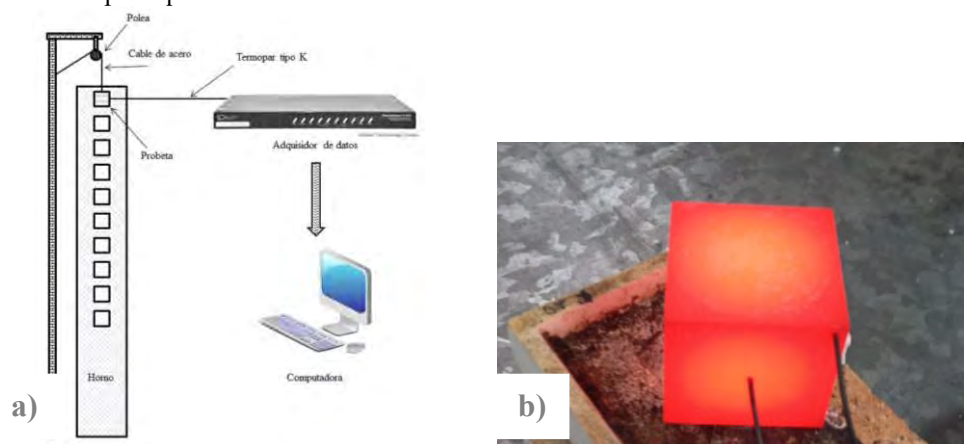 Polea
Cable de acero
Termopar tipo K
Probeta
Adquisidor de datos
Horno
Computadora
a)
b)